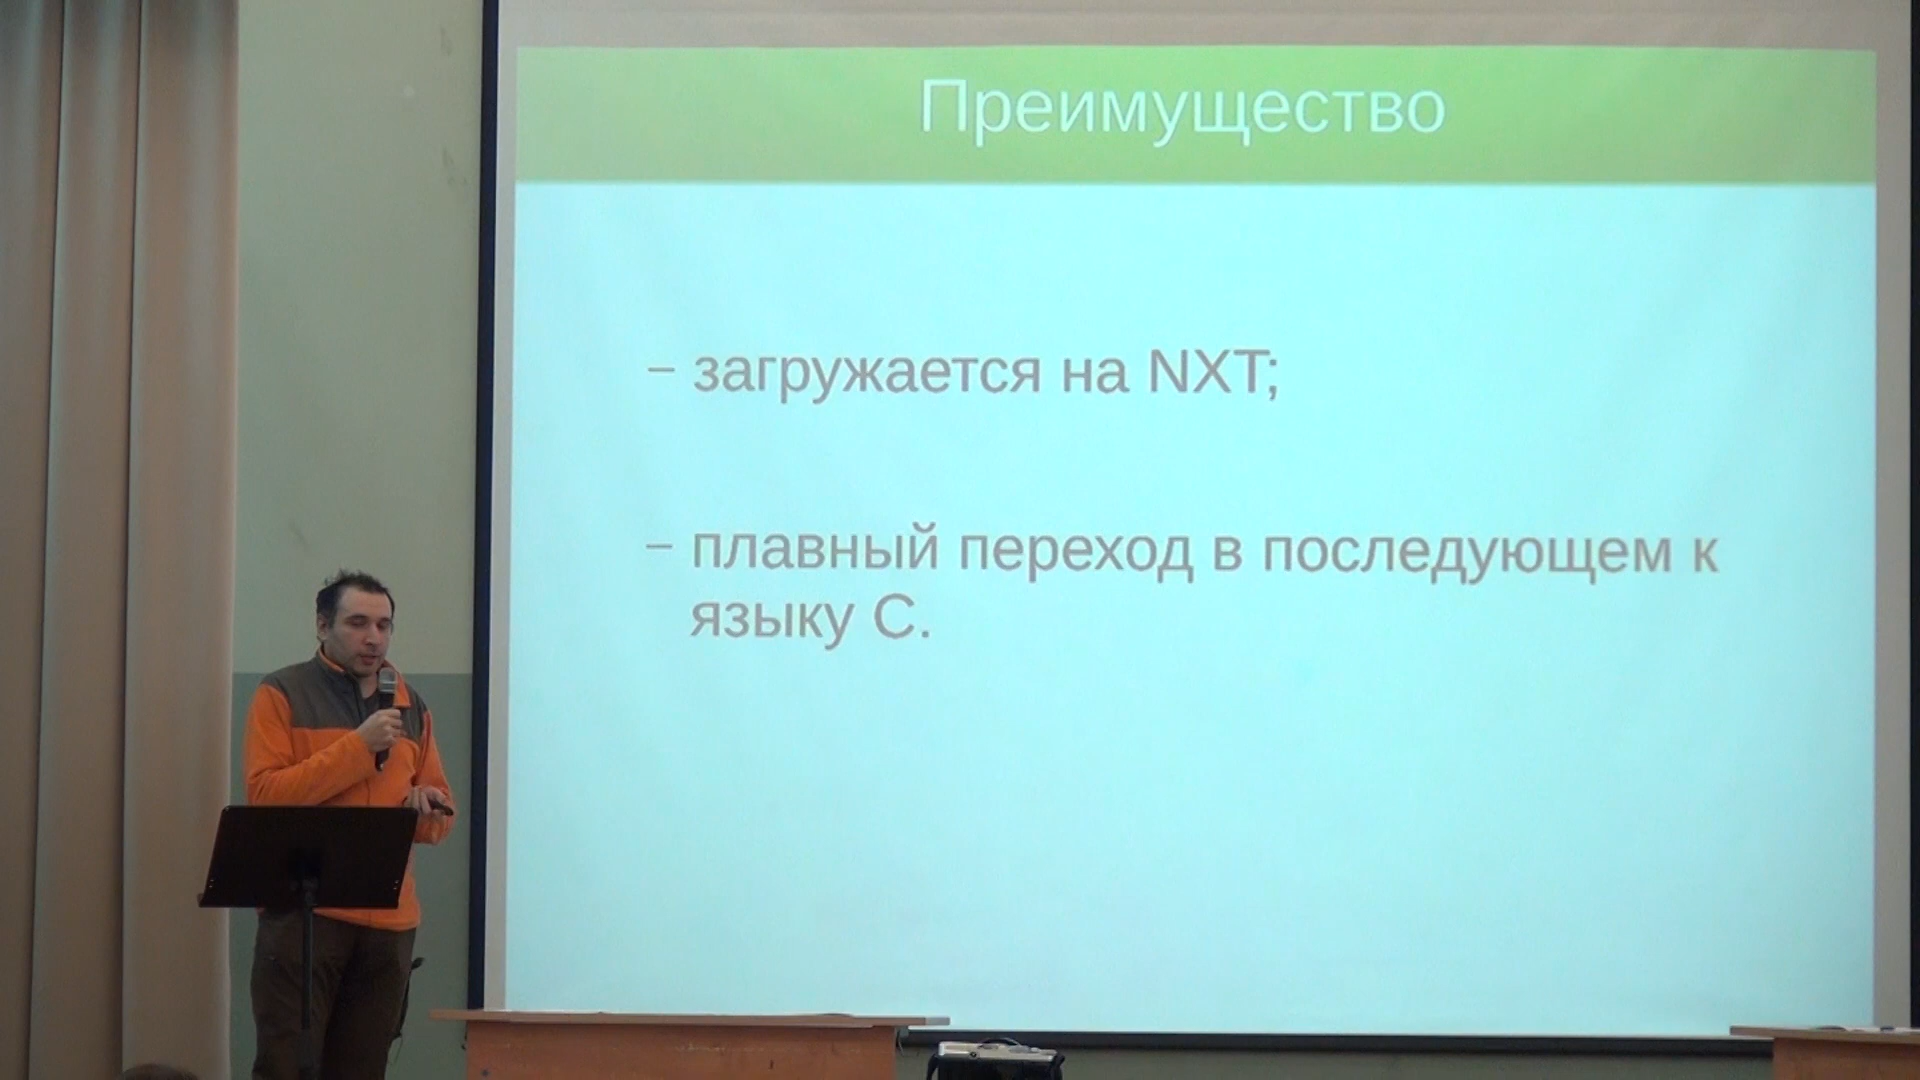 Преимущество
– загружается на NXT;
– плавный переход в последующем к
языку С.